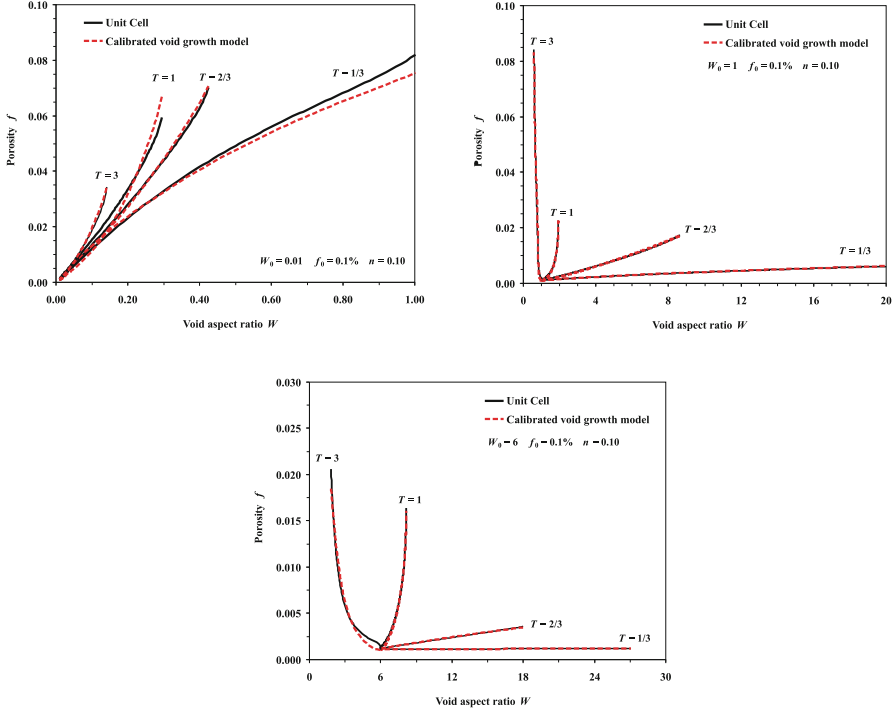 Unit Cell
Calibrated void growth model
T = 1
T – 2/3
T – 1/3
T = 3
W₀ = 0.01 f₀ = 0.1% n = 0.10
0.10
0.08
0.06
0.04
0.02
0.00
Porosity f
0.00 0.20 0.40 0.60 0.80 1.00
Void aspect ratio W
Unit Cell
Calibrated void growth model
W₀ = 1 f₀ = 0.1% n = 0.10
T = 3
T = 1
T – 2/3
T = 1/3
0.10
0.08
0.06
0.04
0.02
0.00
Porosity f
0 4 8 12 16 20
Void aspect ratio W
Unit Cell
Calibrated void growth model
W₀ – 6 f₀ – 0.1% n – 0.10
T – 3
T = 1
T – 2/3
T – 1/3
0.030
0.025
0.020
0.015
0.010
0.005
0.000
Porosity f
0 6 12 18 24 30
Void aspect ratio W